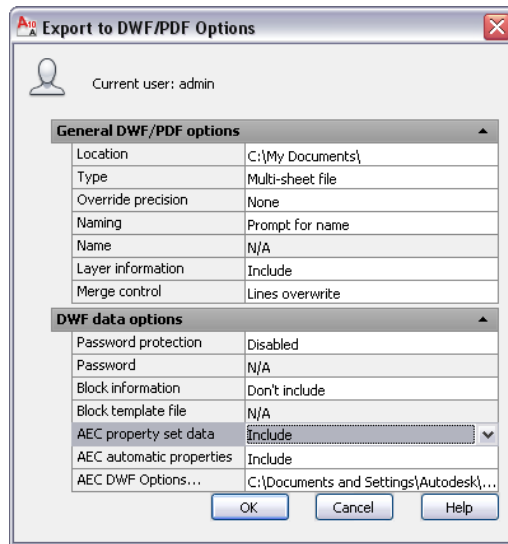 Export to DWF/PDF Options
Current user: admin
General DWF/PDF options
Location C:\My Documents\
Type Multi-sheet file
Override precision None
Naming Prompt for name
Name N/A
Layer information Include
Merge control Lines overwrite
DWF data options
Password protection Disabled
Password N/A
Block information Don't include
Block template file N/A
AEC property set data Include
AEC automatic properties Include
AEC DWF Options... C:\Documents and Settings\Autodesk\...
OK Cancel Help